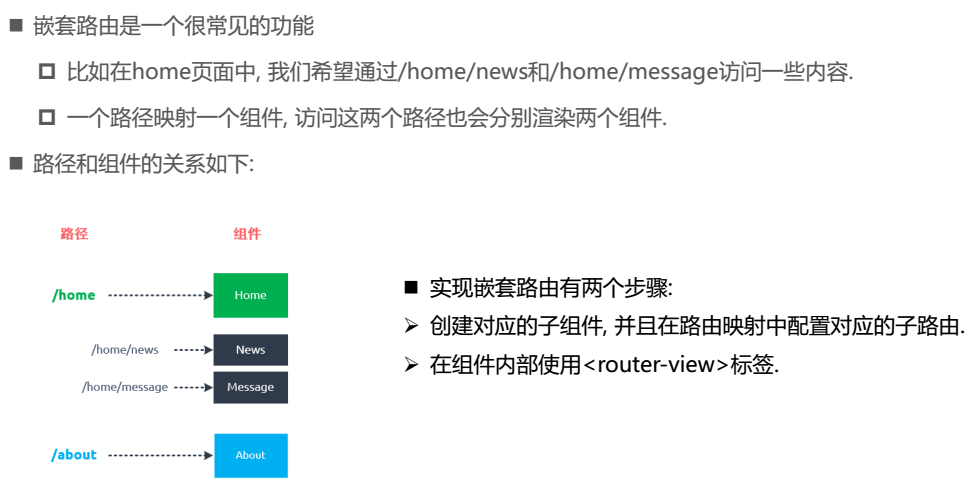 嵌套路由是一个很常见的功能
比如在home页面中, 我们希望通过/home/news和/home/message访问一些内容.
一个路径映射一个组件, 访问这两个路径也会分别渲染两个组件.
路径和组件的关系如下:
路径 组件
/home Home
/home/news News
/home/message Message
/about About
实现嵌套路由有两个步骤:
创建对应的子组件, 并且在路由映射中配置对应的子路由.
在组件内部使用<router-view>标签.